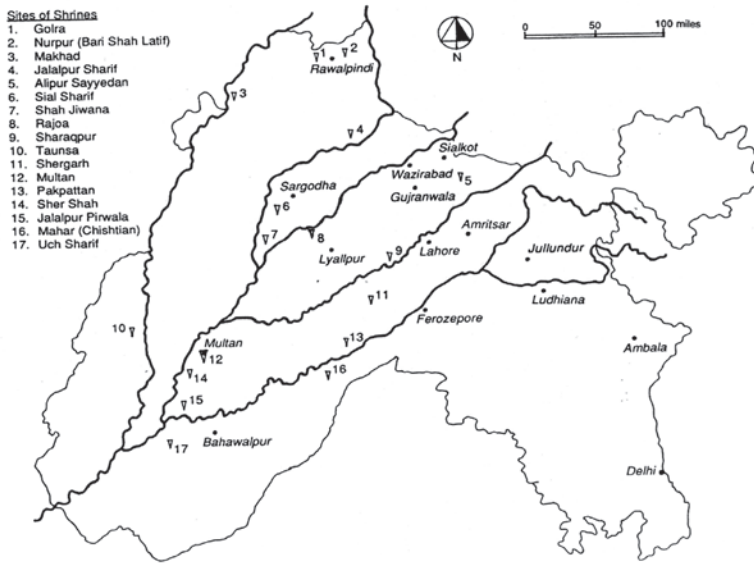 Sites of Shrines
1. Golra
2. Nurpur (Bari Shah Latif)
3. Makhad
4. Jalalpur Sharif
5. Alipur Sayyedan
6. Sial Sharif
7. Shah Jiwana
8. Rajoa
9. Sharaqpur
10. Taunsa
11. Shergarh
12. Multan
13. Pakpattan
14. Sher Shah
15. Jalalpur Pirwala
16. Mahar (Chishtian)
17. Uch Sharif
0 50 100 miles
N
1 2
Rawalpindi
3
4
Sialkot
Wazirabad
5
Gujranwala
Sargodha
6
Amritsar
7
8
Lahore
Jullundur
Lyallpur
9
11
Ludhiana
Ferozepore
10
13
Ambala
Multan
12
14
16
15
Bahawalpur
17
Delhi